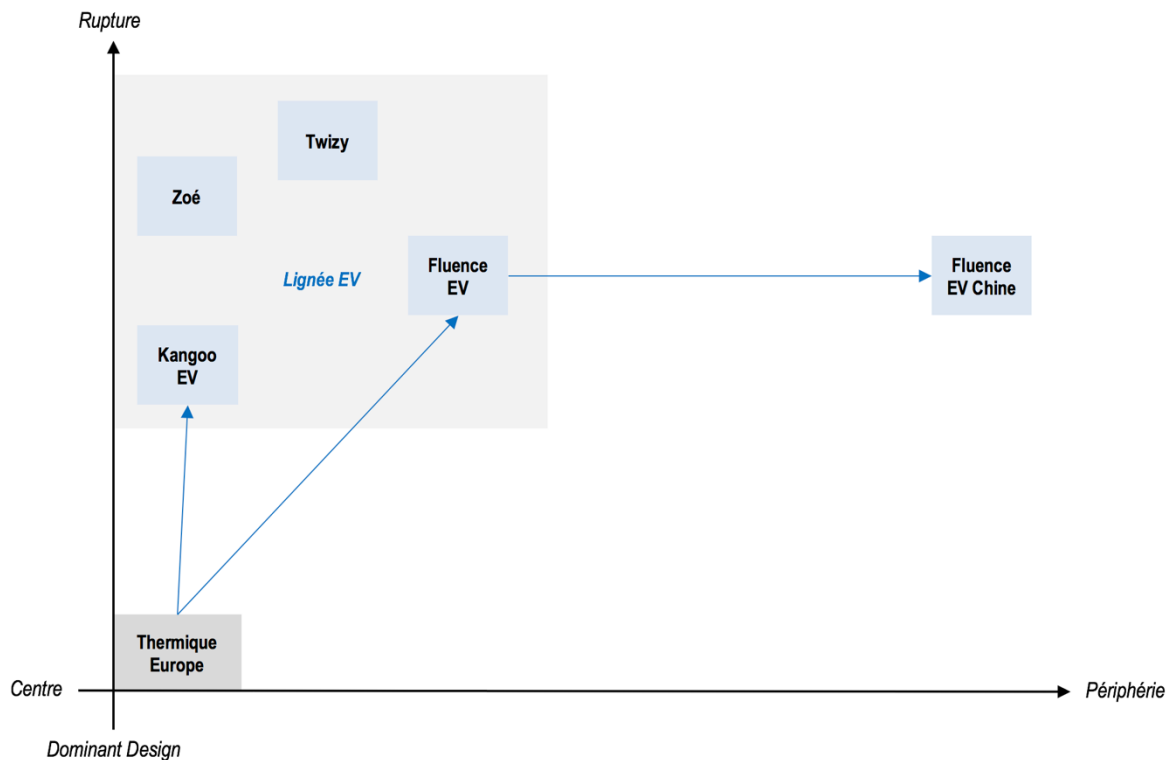 Rupture
Twizy
Zoé
Lignée EV
Fluence
EV
Fluence
EV Chine
Kangoo
EV
Thermique
Europe
Centre
Périphérie
Dominant Design